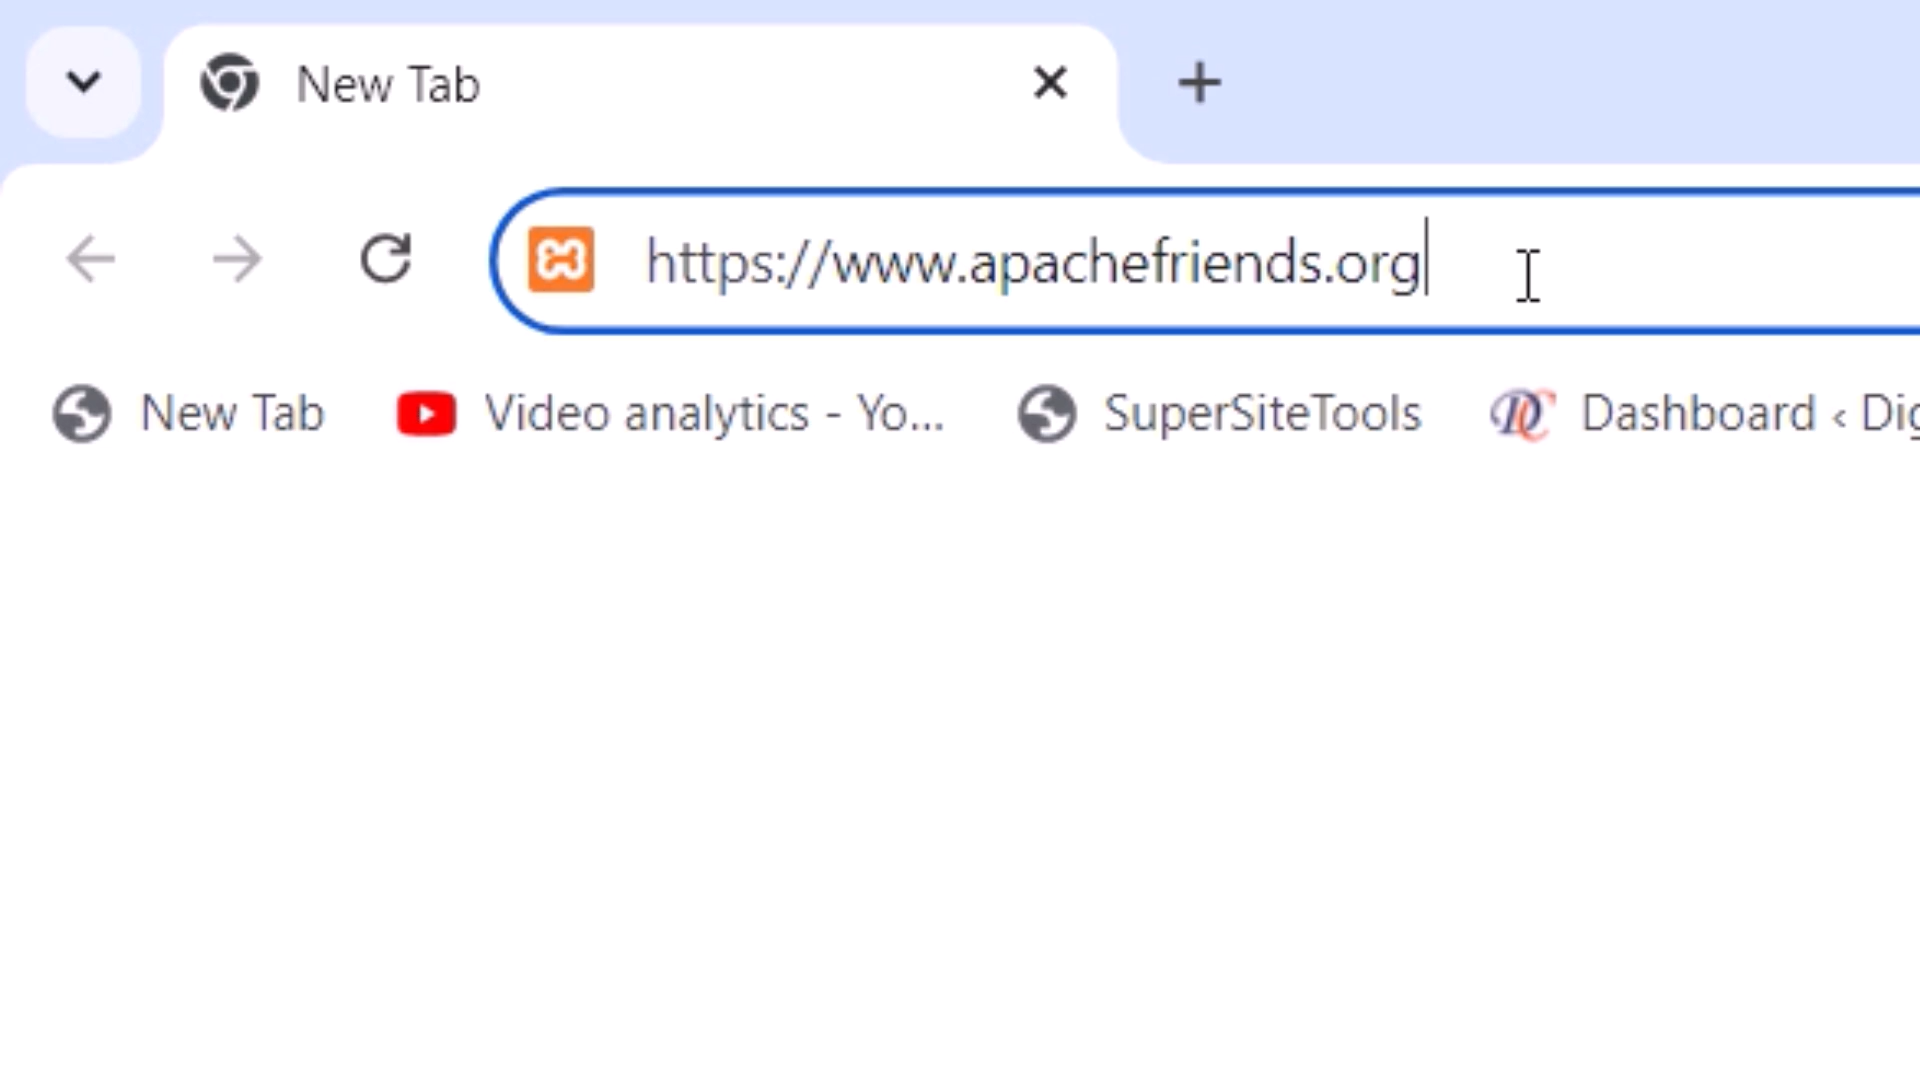 New Tab
https://www.apachefriends.org
New Tab Video analytics - Yo... SuperSiteTools Dashboard ‹ Dig